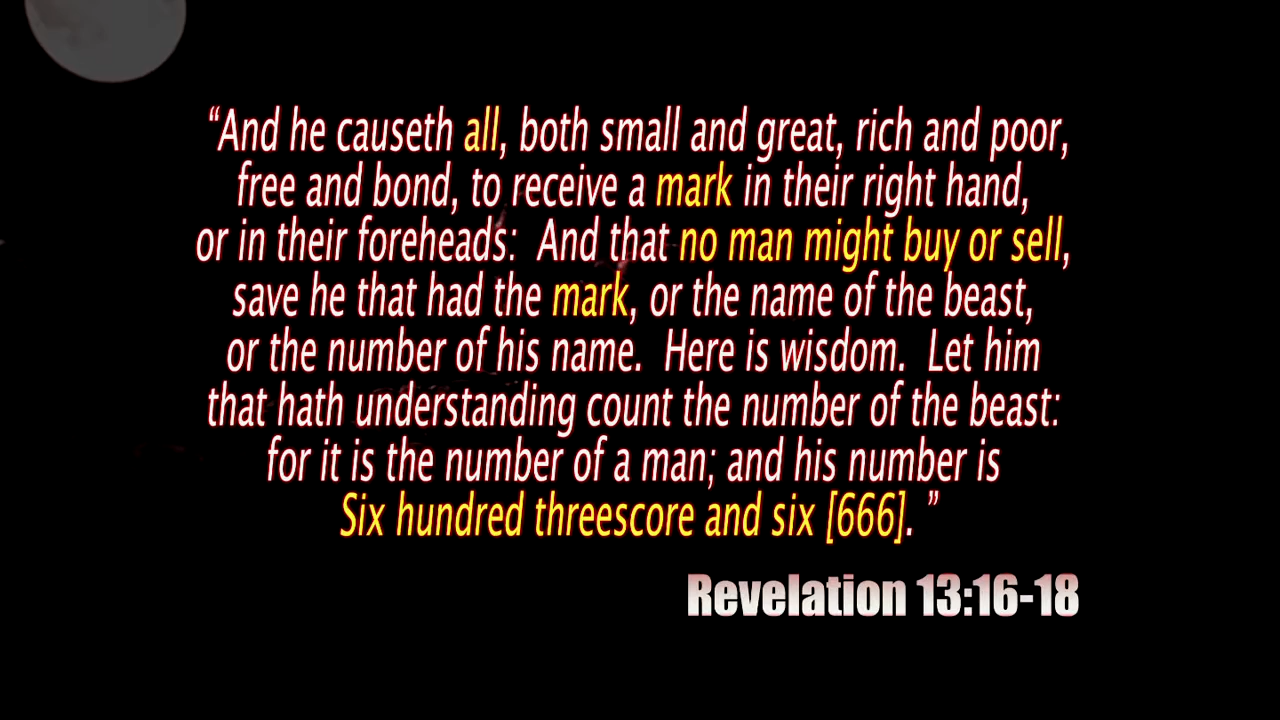 “And he causeth all, both small and great, rich and poor,
free and bond, to receive a mark in their right hand,
or in their foreheads:  And that no man might buy or sell,
save he that had the mark, or the name of the beast,
or the number of his name.  Here is wisdom.  Let him
that hath understanding count the number of the beast:
for it is the number of a man; and his number is
Six hundred threescore and six [666]. ”
Revelation 13:16-18